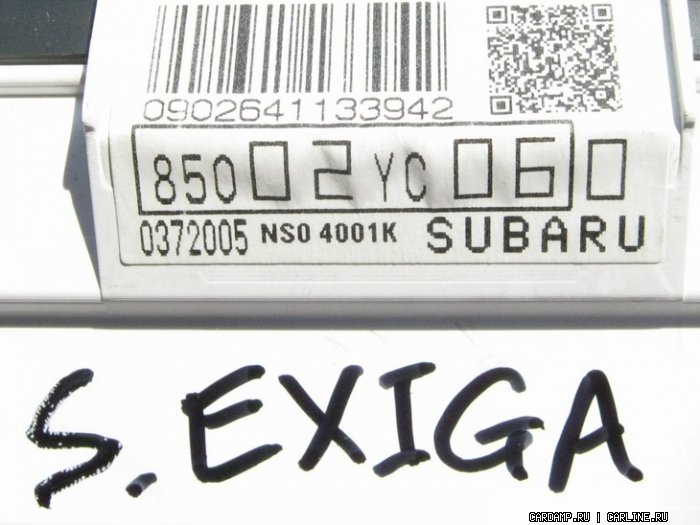 0902641133942
85002YC060
0372005 NS0 4001K SUBARU
S. EXIGA
CARDAMP.RU | CARLINE.RU